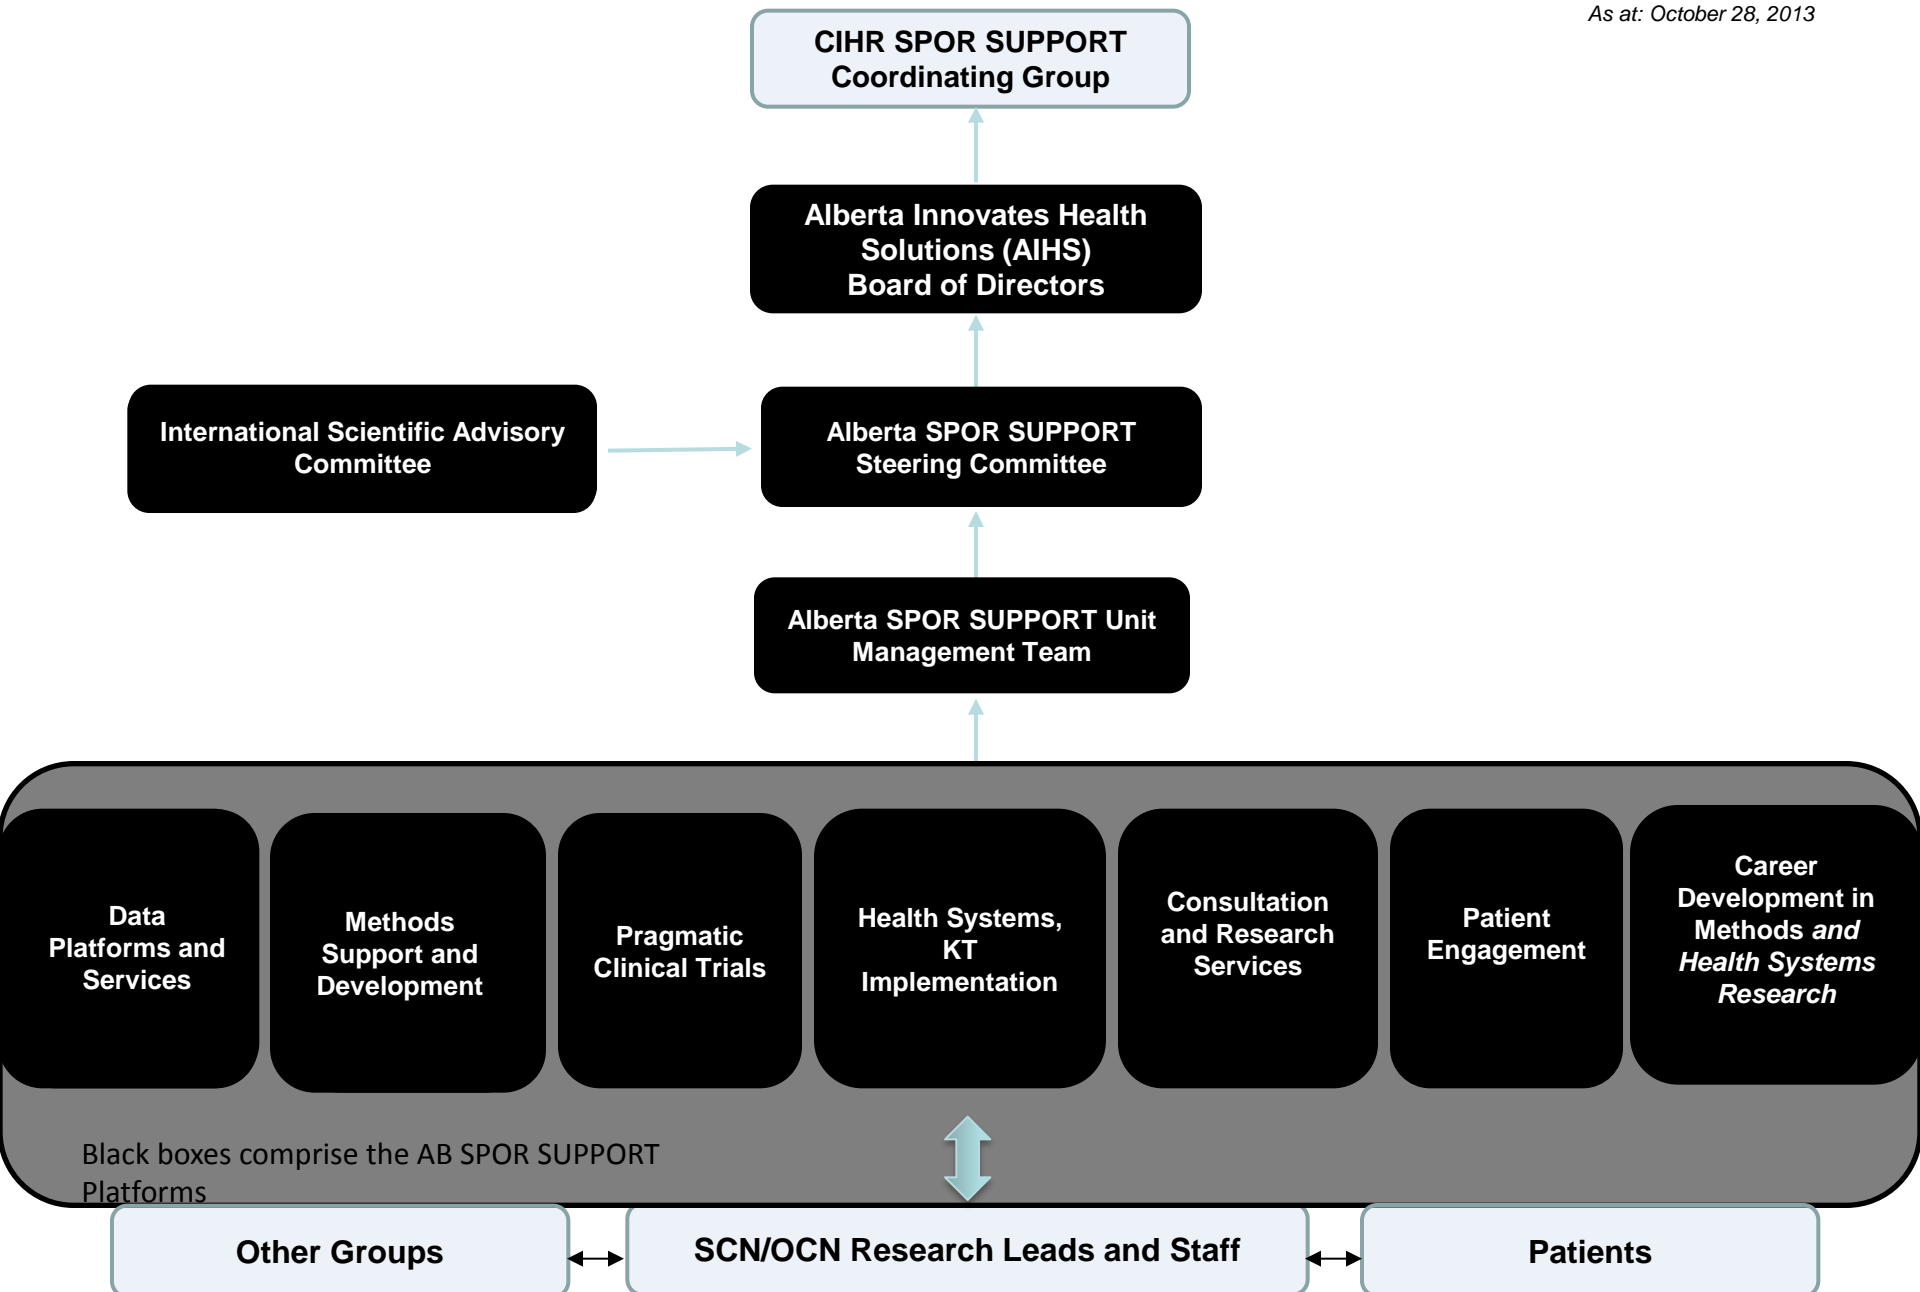 As at: October 28, 2013
CIHR SPOR SUPPORT
Coordinating Group
Alberta Innovates Health
Solutions (AIHS)
Board of Directors
International Scientific Advisory
Committee
Alberta SPOR SUPPORT
Steering Committee
Alberta SPOR SUPPORT Unit
Management Team
Data
Platforms and
Services
Methods
Support and
Development
Pragmatic
Clinical Trials
Health Systems,
KT
Implementation
Consultation
and Research
Services
Patient
Engagement
Career
Development in
Methods and
Health Systems
Research
Black boxes comprise the AB SPOR SUPPORT
Platforms
Other Groups
SCN/OCN Research Leads and Staff
Patients